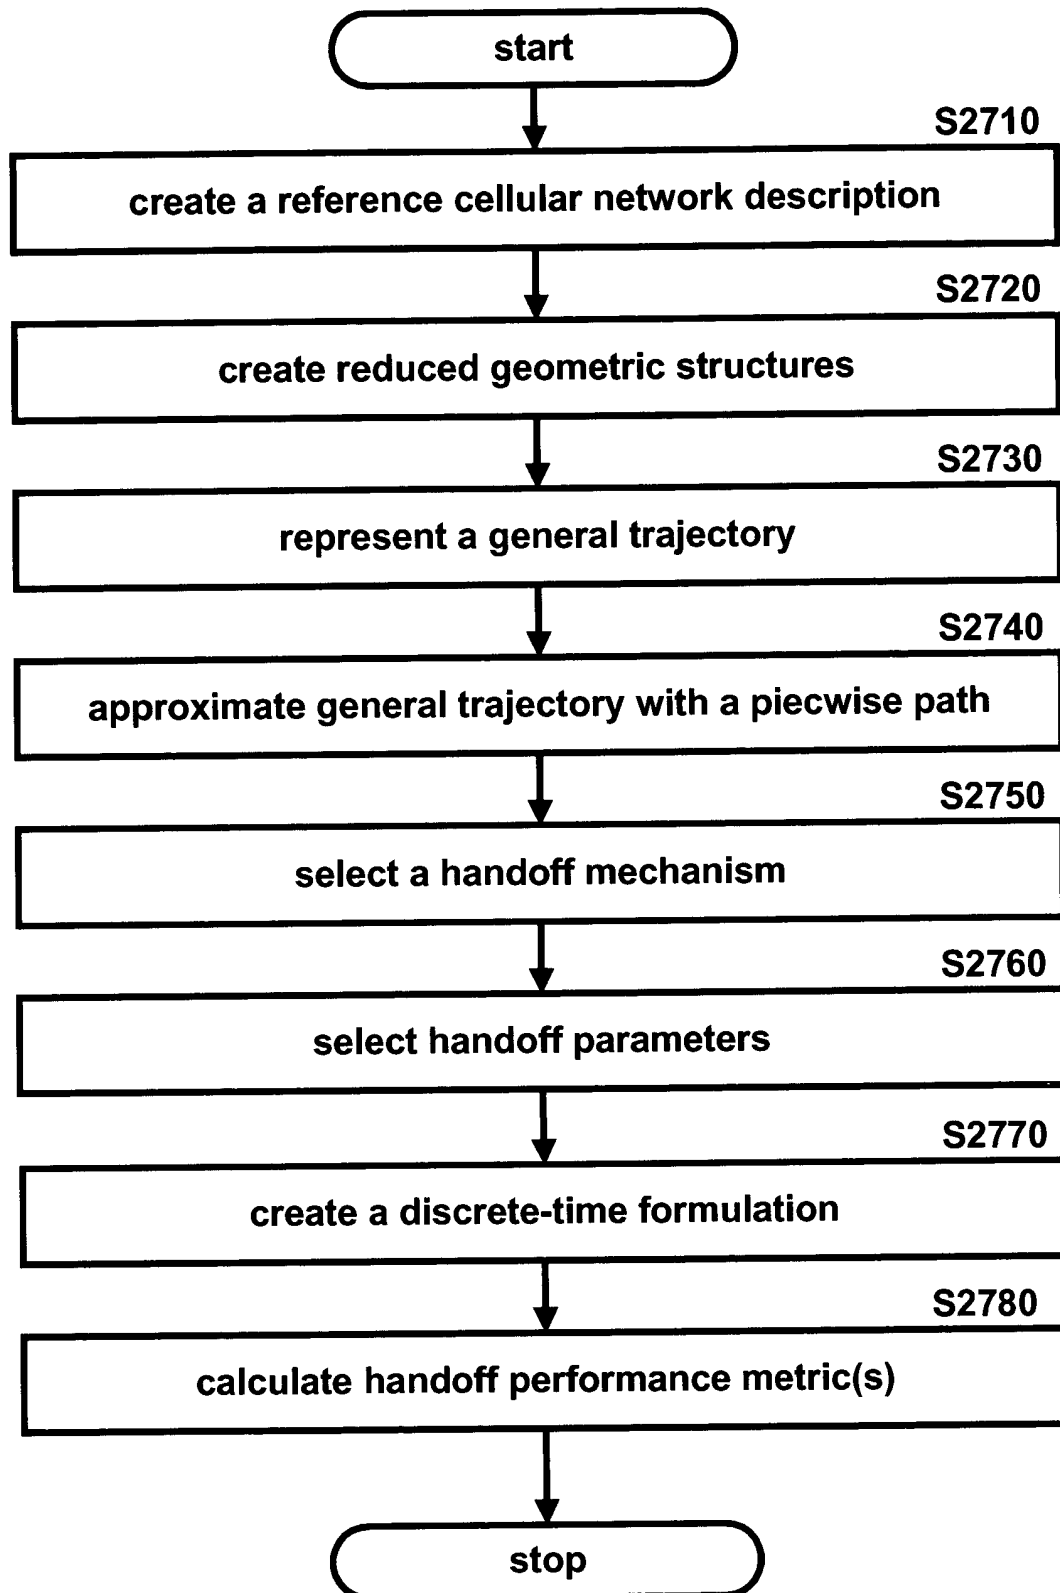 start
S2710
create a reference cellular network description
S2720
create reduced geometric structures
S2730
represent a general trajectory
S2740
approximate general trajectory with a piecwise path
S2750
select a handoff mechanism
S2760
select handoff parameters
S2770
create a discrete-time formulation
S2780
calculate handoff performance metric(s)
stop